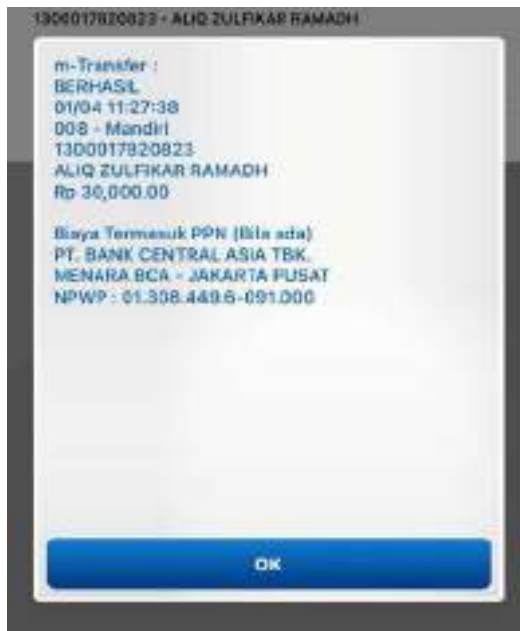 1300017820823 - ALIQ ZULFIKAR RAMADH
m-Transfer :
BERHASIL
01/04 11:27:38
008 - Mandiri
1300017820823
ALIQ ZULFIKAR RAMADH
Rp 30,000.00
Biaya Termasuk PPN (Bila ada)
PT. BANK CENTRAL ASIA TBK.
MENARA BCA - JAKARTA PUSAT
NPWP : 01.308.449.6-091.000
OK